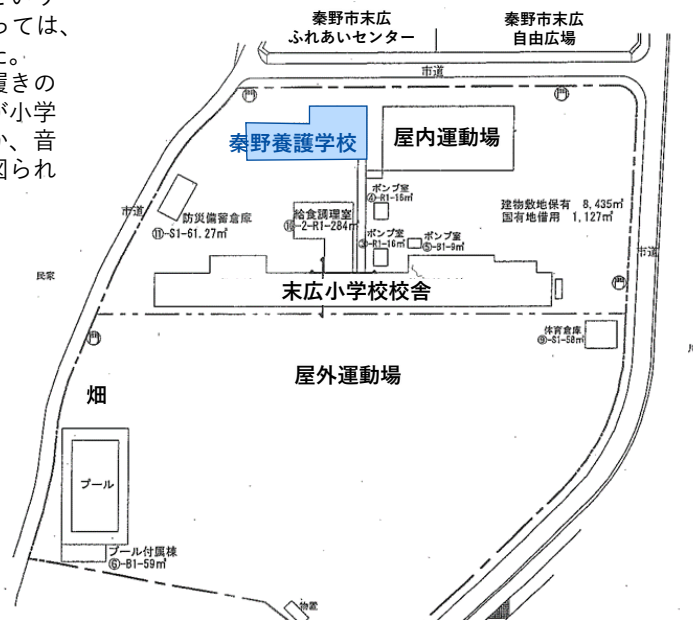 っては、
た。
履きの
が小学
か、音
図られ
秦野市末広
ふれあいセンター
秦野市末広
自由広場
市道
秦野養護学校
屋内運動場
ポンプ室
④-R1-16㎡
建物敷地保有 8,435㎡
国有地借用 1,127㎡
市道
防災備蓄倉庫
⑪-S1-61.27㎡
給食調理室
⑩-2-R1-284㎡
ポンプ室
③-R1-16㎡
ポンプ室
⑤-B1-9㎡
市道
民家
末広小学校校舎
体育倉庫
⑨-S1-50㎡
屋外運動場
畑
プール
プール付属棟
⑥-B1-59㎡
物置